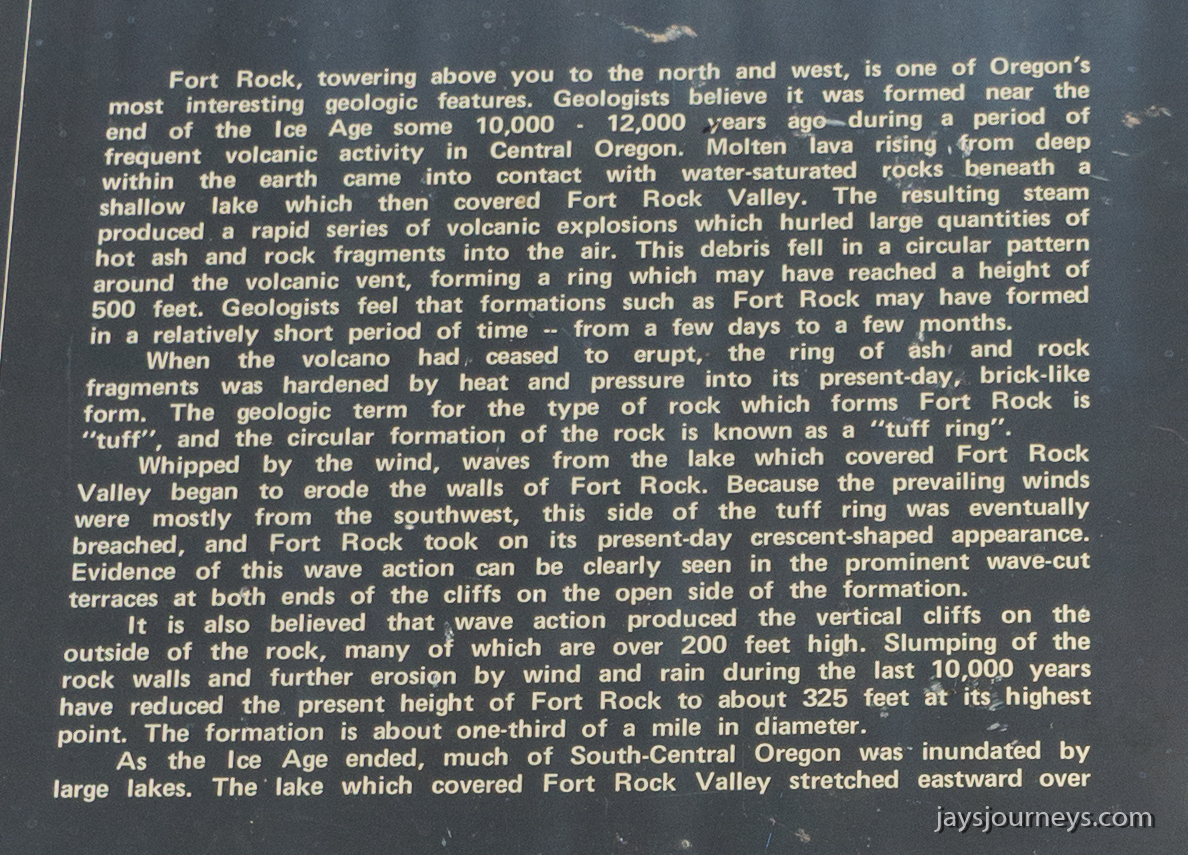 Fort Rock, towering above you to the north and west, is one of Oregon's
most interesting geologic features. Geologists believe it was formed near the
end of the Ice Age some 10,000 - 12,000 years ago during a period of
frequent volcanic activity in Central Oregon. Molten lava rising from deep
within the earth came into contact with water-saturated rocks beneath a
shallow lake which then covered Fort Rock Valley. The resulting steam
produced a rapid series of volcanic explosions which hurled large quantities of
hot ash and rock fragments into the air. This debris fell in a circular pattern
around the volcanic vent, forming a ring which may have reached a height of
500 feet. Geologists feel that formations such as Fort Rock may have formed
in a relatively short period of time -- from a few days to a few months.
When the volcano had ceased to erupt, the ring of ash and rock
fragments was hardened by heat and pressure into its present-day, brick-like
form. The geologic term for the type of rock which forms Fort Rock is
"tuff", and the circular formation of the rock is known as a "tuff ring".
Whipped by the wind, waves from the lake which covered Fort Rock
Valley began to erode the walls of Fort Rock. Because the prevailing winds
were mostly from the southwest, this side of the tuff ring was eventually
breached, and Fort Rock took on its present-day crescent-shaped appearance.
Evidence of this wave action can be clearly seen in the prominent wave-cut
terraces at both ends of the cliffs on the open side of the formation.
It is also believed that wave action produced the vertical cliffs on the
outside of the rock, many of which are over 200 feet high. Slumping of the
rock walls and further erosion by wind and rain during the last 10,000 years
have reduced the present height of Fort Rock to about 325 feet at its highest
point. The formation is about one-third of a mile in diameter.
As the Ice Age ended, much of South-Central Oregon was inundated by
large lakes. The lake which covered Fort Rock Valley stretched eastward over
jaysjourneys.com